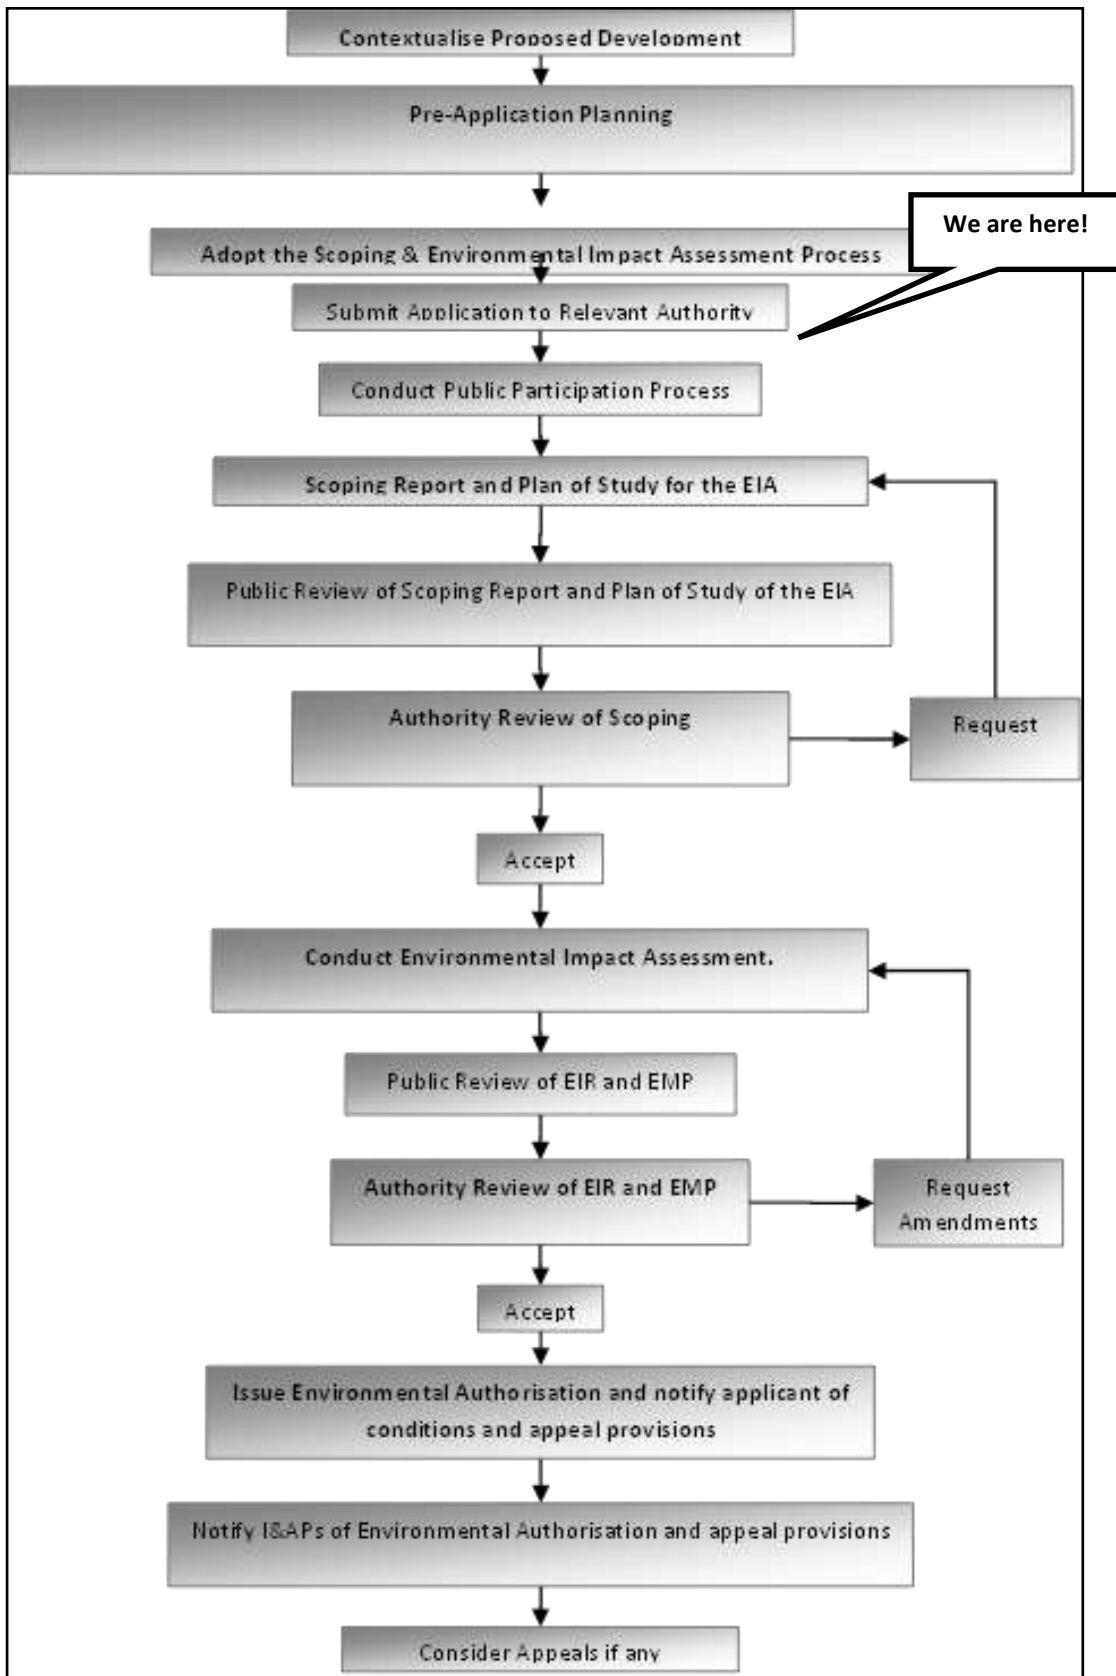 Contextualise Proposed Development
Pre-Application Planning
We are here!
Adopt the Scoping & Environmental Impact Assessment Process
Submit Application to Relevant Authority
Conduct Public Participation Process
Scoping Report and Plan of Study for the EIA
Public Review of Scoping Report and Plan of Study of the EIA
Authority Review of Scoping
Request
Accept
Conduct Environmental Impact Assessment.
Public Review of EIR and EMP
Authority Review of EIR and EMP
Request
Amendments
Accept
Issue Environmental Authorisation and notify applicant of
conditions and appeal provisions
Notify I&APs of Environmental Authorisation and appeal provisions
Consider Appeals if any